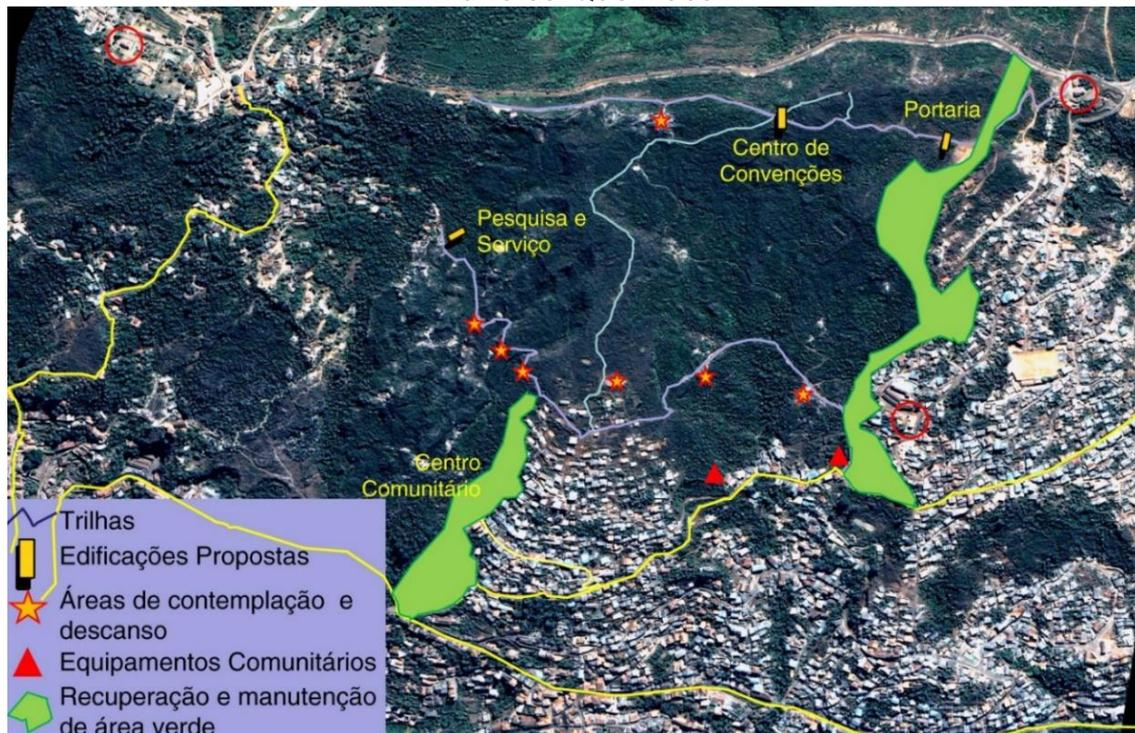 Portaria
Centro de
Convenções
Pesquisa e
Serviço
Centro
Comunitário
Trilhas
Edificações Propostas
Áreas de contemplação e
descanso
Equipamentos Comunitários
Recuperação e manutenção
de área verde